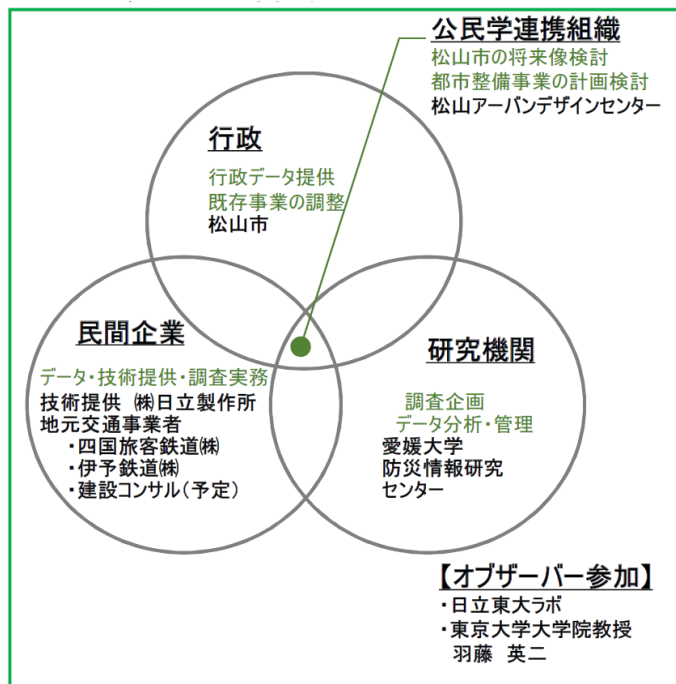 公民学連携組織
松山市の将来像検討
都市整備事業の計画検討
松山アーバンデザインセンター
行政
行政データ提供
既存事業の調整
松山市
民間企業
データ・技術提供・調査実務
技術提供 ㈱日立製作所
地元交通事業者
・四国旅客鉄道㈱
・伊予鉄道㈱
・建設コンサル(予定)
研究機関
調査企画
データ分析・管理
愛媛大学
防災情報研究
センター
【オブザーバー参加】
・日立東大ラボ
・東京大学大学院教授
羽藤 英二